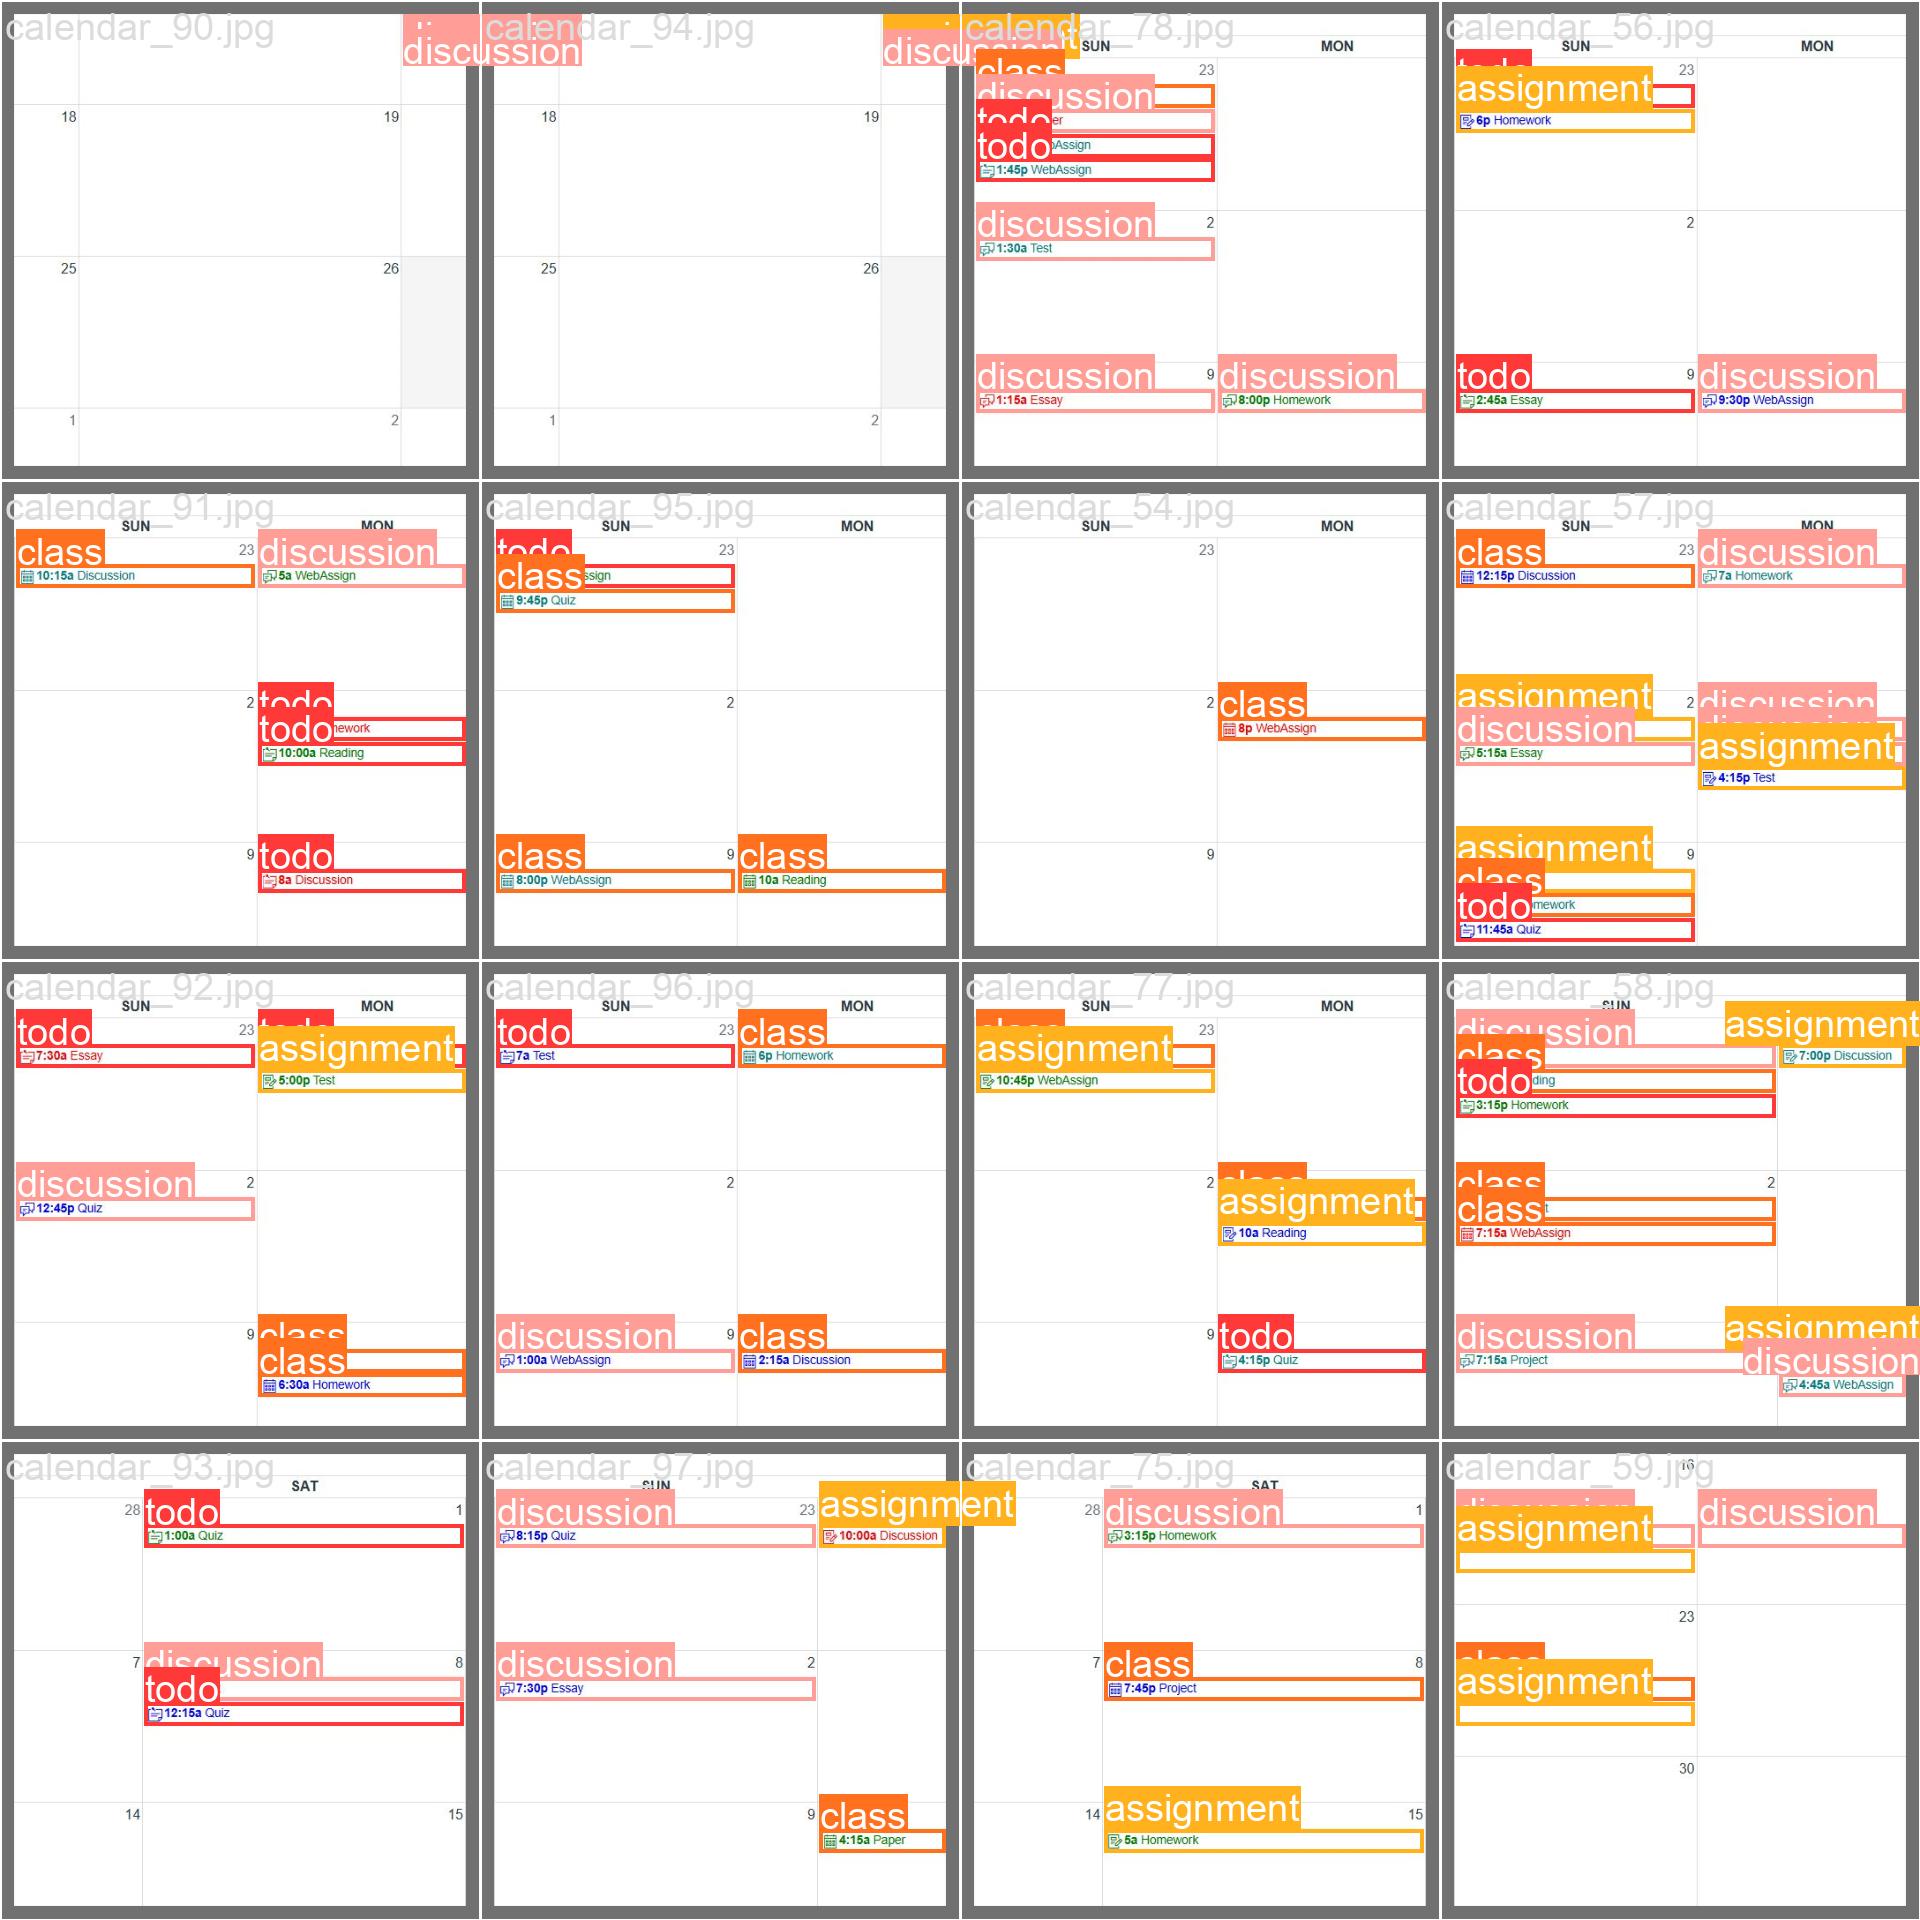 calendar_90.jpg
discussion
18 19
25 26
1 2
calendar_94.jpg
discussion
18 19
25 26
1 2
calendar_78.jpg
SUN MON
class 23
discussion
todo
todo
1:45p WebAssign
discussion 2
1:30a Test
discussion 9 discussion
1:15a Essay 8:00p Homework
calendar_56.jpg
SUN MON
todo 23
assignment
6p Homework
2
todo 9 discussion
2:45a Essay 9:30p WebAssign
calendar_91.jpg
SUN MON
class 23 discussion
10:15a Discussion 5a WebAssign
2 todo
todo
10:00a Reading
9 todo
8a Discussion
calendar_95.jpg
SUN MON
todo 23
class
9:45p Quiz
2
class 9 class
8:00p WebAssign 10a Reading
calendar_54.jpg
SUN MON
23
2 class
8p WebAssign
9
calendar_57.jpg
SUN MON
class 23 discussion
12:15p Discussion 7a Homework
assignment 2 discussion
discussion assignment
5:15a Essay
4:15p Test
assignment 9
class
todo
11:45a Quiz
calendar_92.jpg
SUN MON
todo 23 todo
7:30a Essay assignment
5:00p Test
discussion 2
12:45p Quiz
9 class
class
6:30a Homework
calendar_96.jpg
SUN MON
todo 23 class
7a Test 6p Homework
2
discussion 9 class
1:00a WebAssign 2:15a Discussion
calendar_77.jpg
SUN MON
class 23
assignment
10:45p WebAssign
2 class
assignment
10a Reading
9 todo
4:15p Quiz
calendar_58.jpg
SUN
discussion assignment
class 7:00p Discussion
todo
3:15p Homework
class 2
class
7:15a WebAssign
discussion assignment
7:15a Project discussion
4:45a WebAssign
calendar_93.jpg
SAT
28 todo 1
1:00a Quiz
7 discussion 8
todo
12:15a Quiz
14 15
calendar_97.jpg
SUN
discussion 23 assignment
8:15p Quiz 10:00a Discussion
discussion 2
7:30p Essay
9 class
4:15a Paper
calendar_75.jpg
SAT
28 discussion 1
3:15p Homework
7 class 8
7:45p Project
14 assignment 15
5a Homework
calendar_59.jpg
16
discussion discussion
assignment
23
class
assignment
30